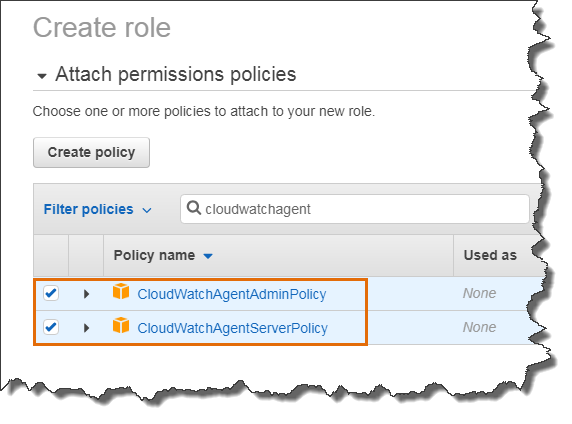 Create role
Attach permissions policies
Choose one or more policies to attach to your new role.
Create policy
Filter policies cloudwatchagent
Policy name Used as
CloudWatchAgentAdminPolicy None
CloudWatchAgentServerPolicy None